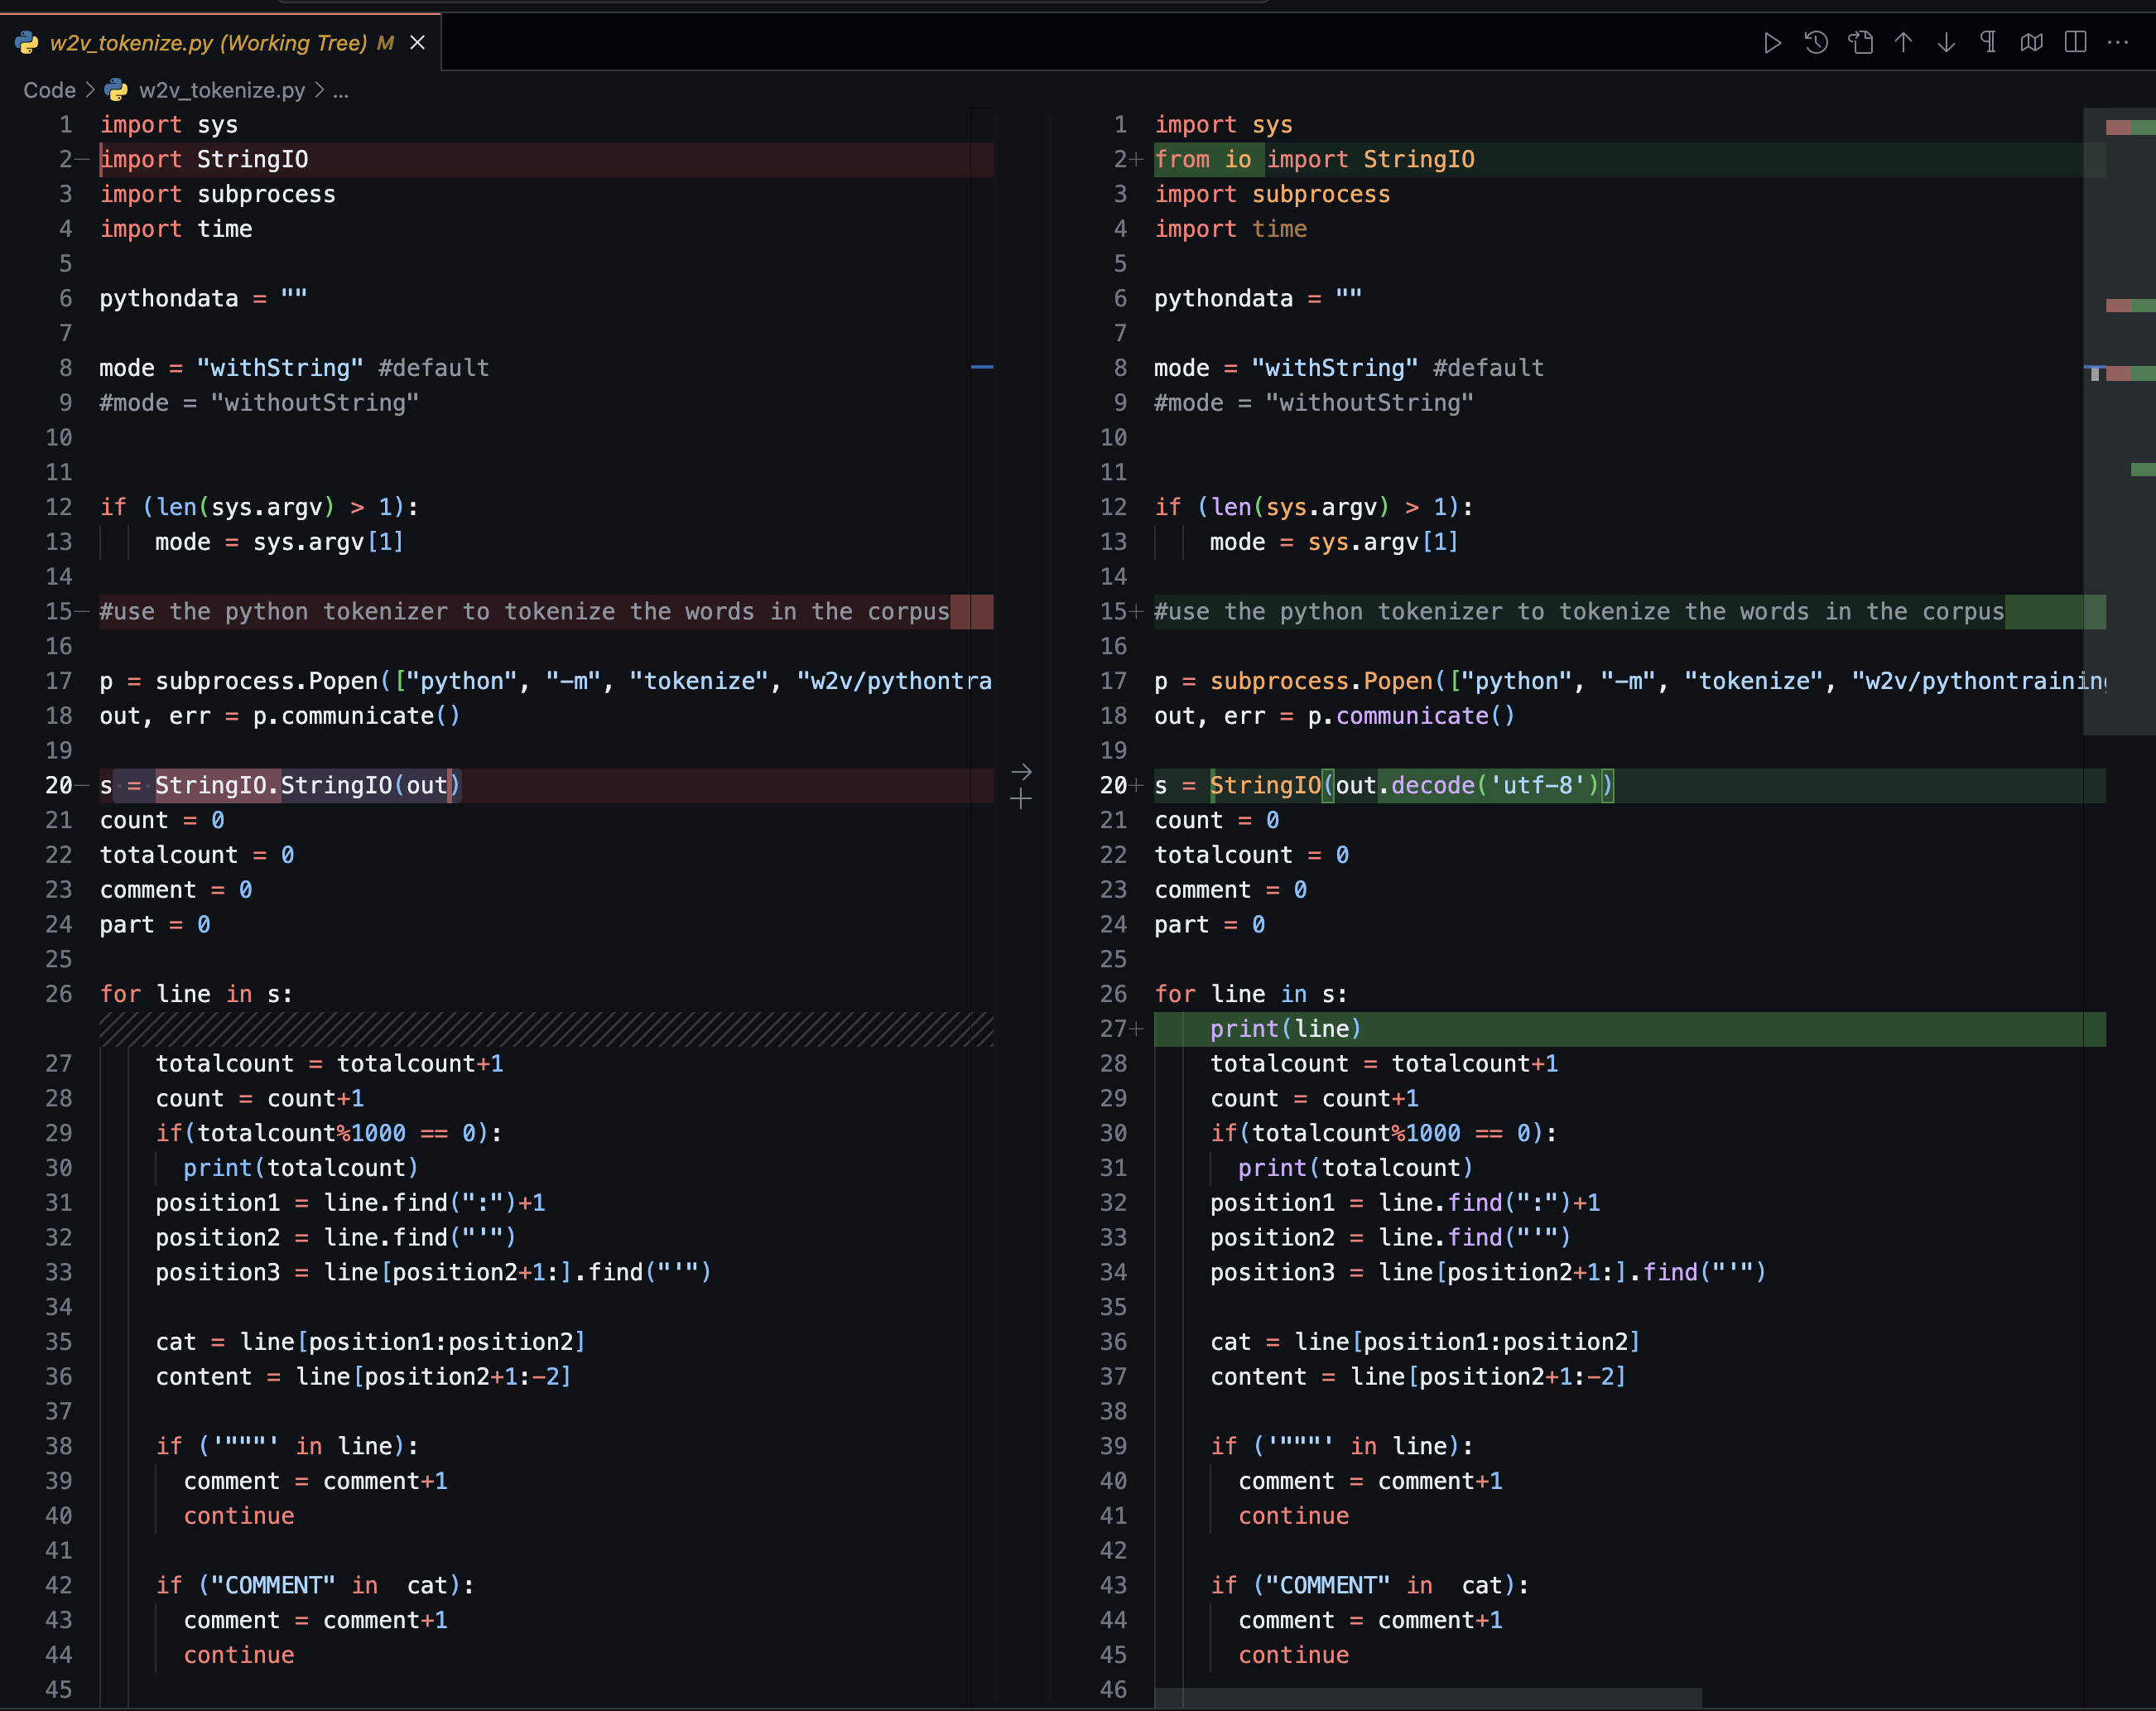 w2v_tokenize.py (Working Tree) M
Code > w2v_tokenize.py > ...
1 import sys
2— import StringIO
3 import subprocess
4 import time
5
6 pythondata = ""
7
8 mode = "withString" #default
9 #mode = "withoutString"
10
11
12 if (len(sys.argv) > 1):
13 mode = sys.argv[1]
14
15— #use the python tokenizer to tokenize the words in the corpus
16
17 p = subprocess.Popen(["python", "-m", "tokenize", "w2v/pythontra
18 out, err = p.communicate()
19
20— s = StringIO.StringIO(out)
21 count = 0
22 totalcount = 0
23 comment = 0
24 part = 0
25
26 for line in s:
27 totalcount = totalcount+1
28 count = count+1
29 if(totalcount%1000 == 0):
30 print(totalcount)
31 position1 = line.find(":")+1
32 position2 = line.find("'")
33 position3 = line[position2+1:].find("'")
34
35 cat = line[position1:position2]
36 content = line[position2+1:-2]
37
38 if ('"""' in line):
39 comment = comment+1
40 continue
41
42 if ("COMMENT" in  cat):
43 comment = comment+1
44 continue
45
1 import sys
2+ from io import StringIO
3 import subprocess
4 import time
5
6 pythondata = ""
7
8 mode = "withString" #default
9 #mode = "withoutString"
10
11
12 if (len(sys.argv) > 1):
13 mode = sys.argv[1]
14
15+ #use the python tokenizer to tokenize the words in the corpus
16
17 p = subprocess.Popen(["python", "-m", "tokenize", "w2v/pythontraining
18 out, err = p.communicate()
19
20+ s = StringIO(out.decode('utf-8'))
21 count = 0
22 totalcount = 0
23 comment = 0
24 part = 0
25
26 for line in s:
27+ print(line)
28 totalcount = totalcount+1
29 count = count+1
30 if(totalcount%1000 == 0):
31 print(totalcount)
32 position1 = line.find(":")+1
33 position2 = line.find("'")
34 position3 = line[position2+1:].find("'")
35
36 cat = line[position1:position2]
37 content = line[position2+1:-2]
38
39 if ('"""' in line):
40 comment = comment+1
41 continue
42
43 if ("COMMENT" in  cat):
44 comment = comment+1
45 continue
46